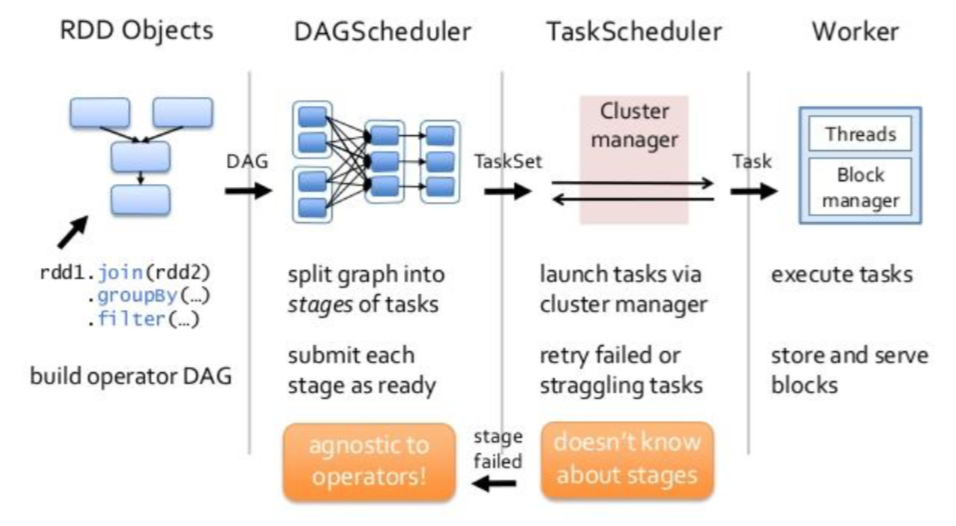 RDD Objects
DAGScheduler
TaskScheduler
Worker
DAG
TaskSet
Cluster
manager
Task
Threads
Block
manager
rdd1.join(rdd2)
.groupBy(…)
.filter(…)
build operator DAG
split graph into
stages of tasks
submit each
stage as ready
launch tasks via
cluster manager
retry failed or
straggling tasks
execute tasks
store and serve
blocks
agnostic to
operators!
stage
failed
doesn't know
about stages